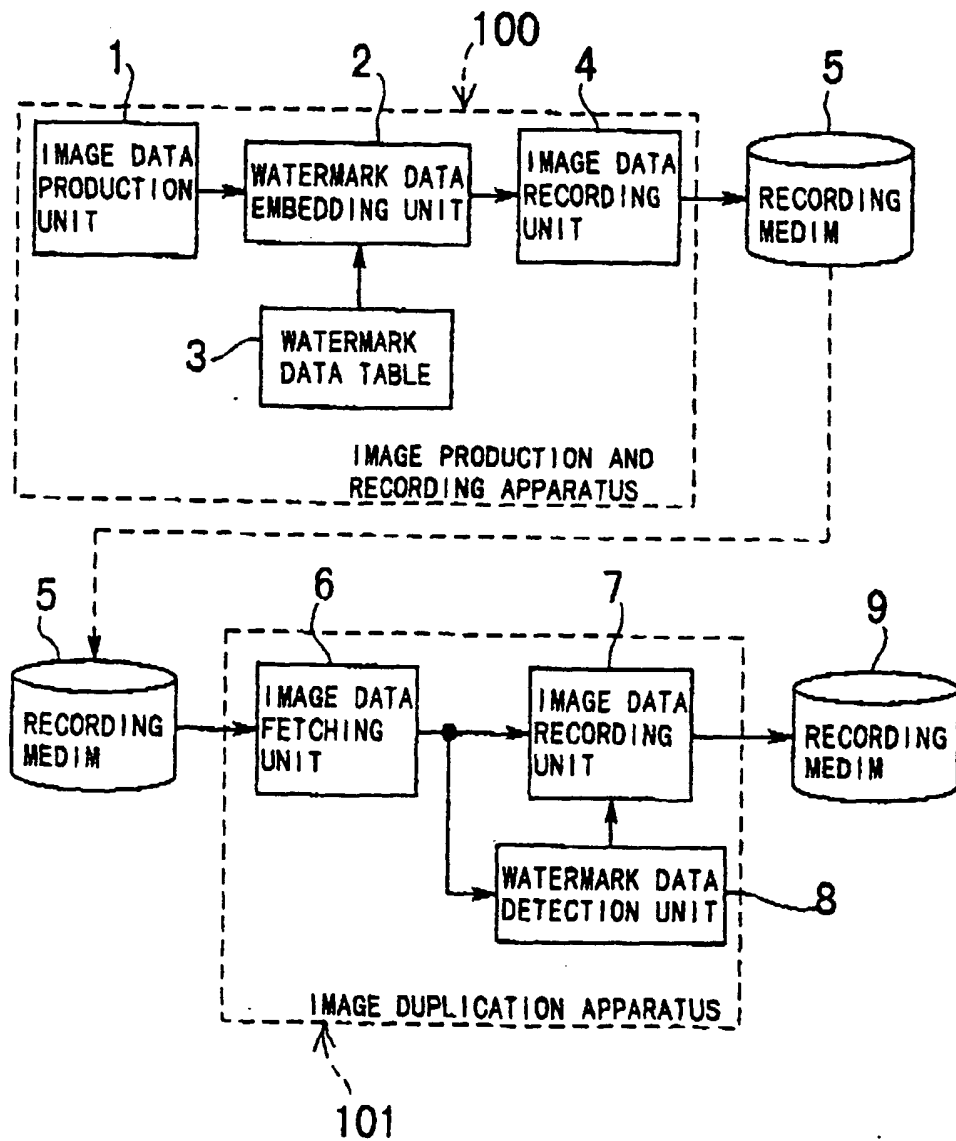 100
1
2
4
5
IMAGE DATA
PRODUCTION
UNIT
WATERMARK DATA
EMBEDDING UNIT
IMAGE DATA
RECORDING
UNIT
RECORDING
MEDIM
3
WATERMARK
DATA TABLE
IMAGE PRODUCTION AND
RECORDING APPARATUS
5
6
7
9
RECORDING
MEDIM
IMAGE DATA
FETCHING
UNIT
IMAGE DATA
RECORDING
UNIT
RECORDING
MEDIM
WATERMARK DATA
DETECTION UNIT
8
IMAGE DUPLICATION APPARATUS
101